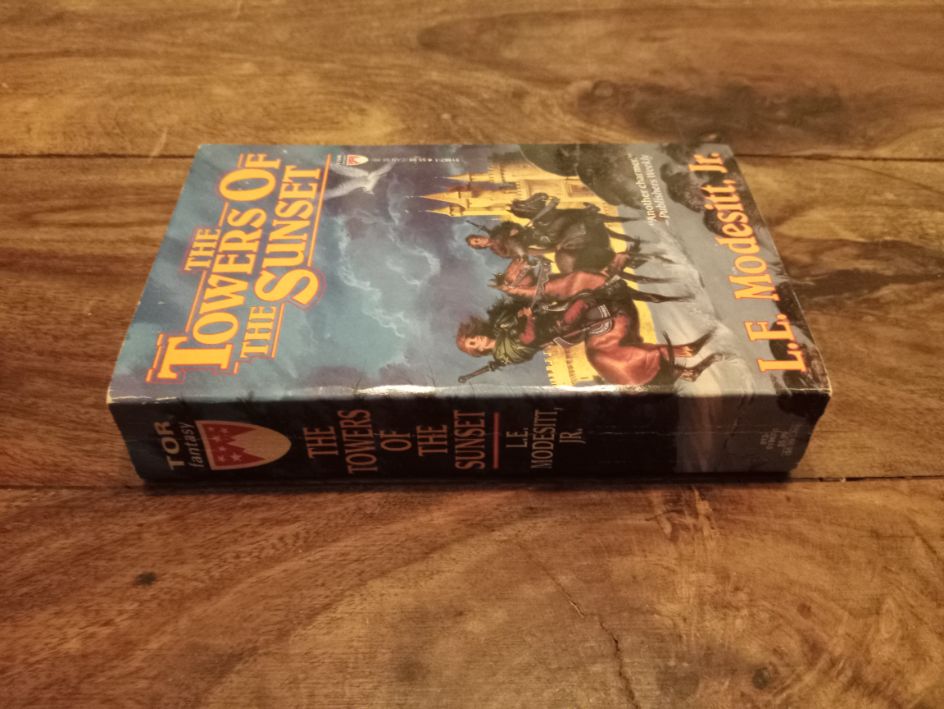 THE
TOWERS OF
THE SUNSET
"Another charmer."
Publishers Weekly
L.E. Modesitt, Jr.
TOR
fantasy
THE
TOWERS
OF
THE
SUNSET
L.E.
MODESITT,
JR.